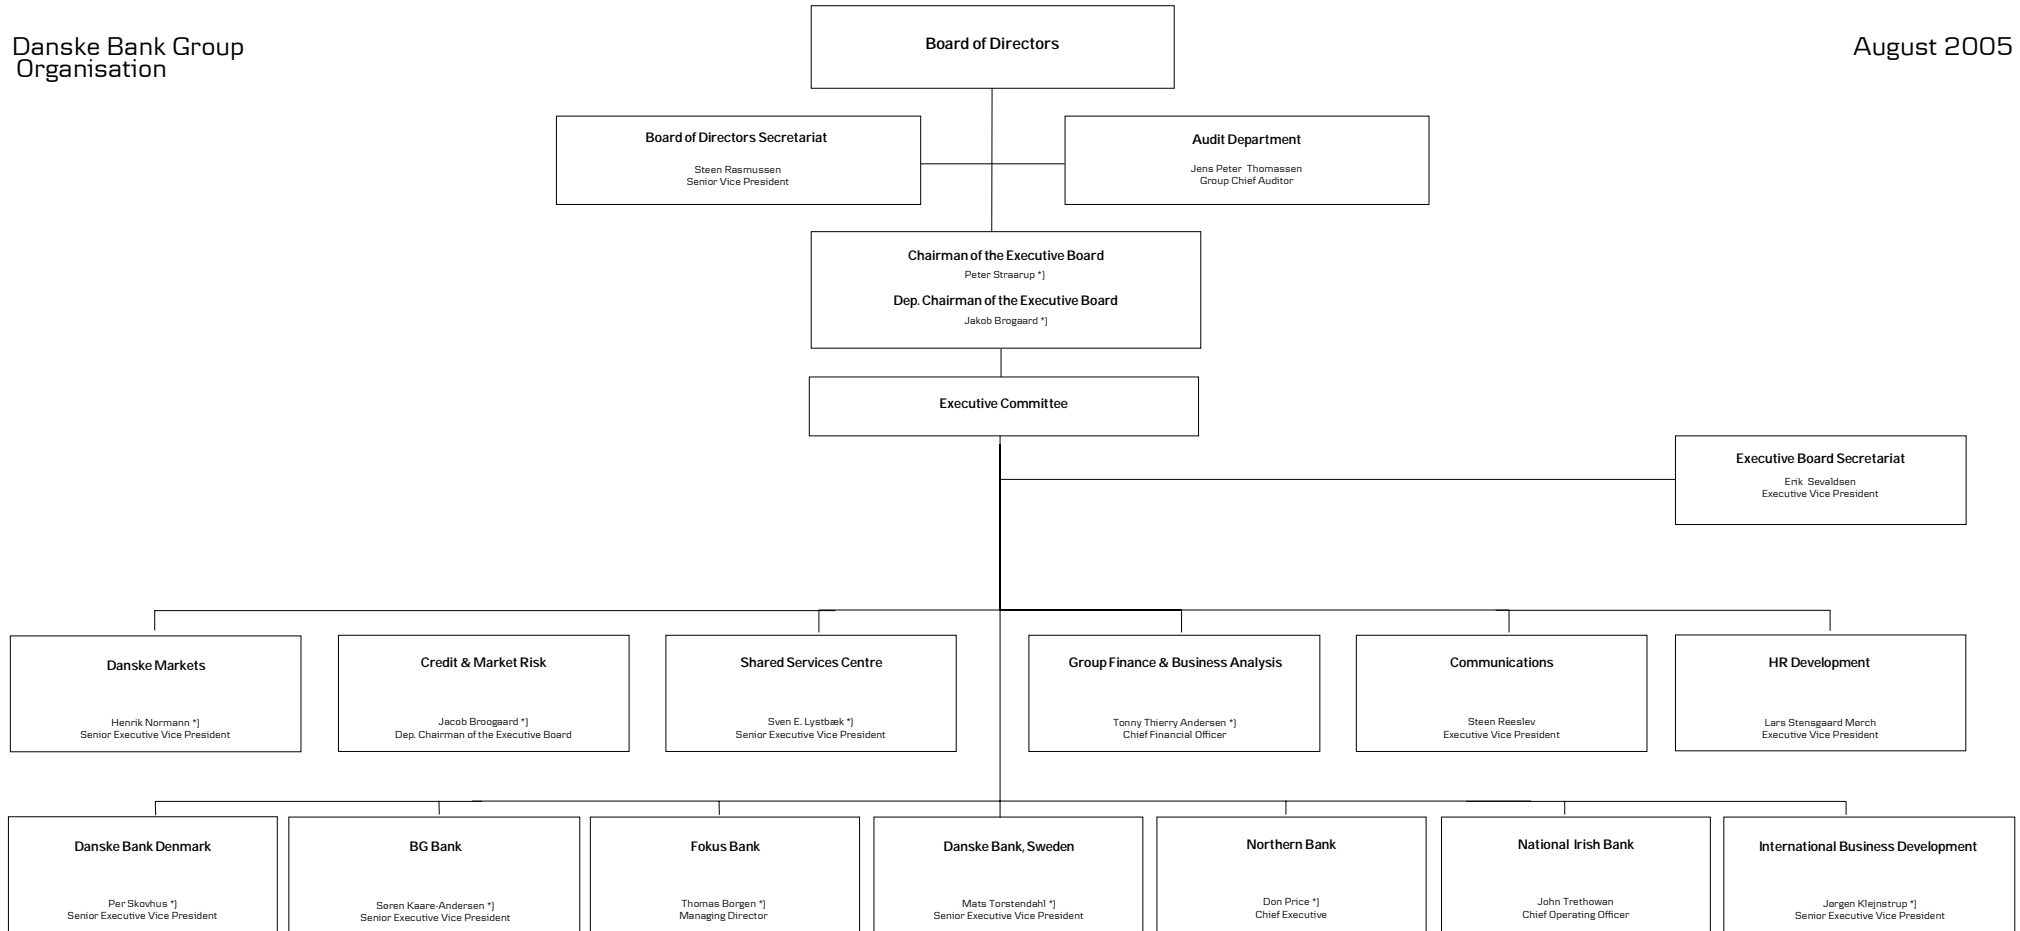 Danske Bank Group
Organisation
August 2005
Board of Directors
Board of Directors Secretariat
Steen Rasmussen
Senior Vice President
Audit Department
Jens Peter Thomassen
Group Chief Auditor
Chairman of the Executive Board
Peter Straarup *)
Dep. Chairman of the Executive Board
Jakob Brogaard *)
Executive Committee
Executive Board Secretariat
Erik Sevaldsen
Executive Vice President
Danske Markets
Henrik Normann *)
Senior Executive Vice President
Credit & Market Risk
Jacob Broogaard *)
Dep. Chairman of the Executive Board
Shared Services Centre
Sven E. Lystbæk *)
Senior Executive Vice President
Group Finance & Business Analysis
Tonny Thierry Andersen *)
Chief Financial Officer
Communications
Steen Reeslev
Executive Vice President
HR Development
Lars Stensgaard Mørch
Executive Vice President
Danske Bank Denmark
Per Skovhus *)
Senior Executive Vice President
BG Bank
Søren Kaare-Andersen *)
Senior Executive Vice President
Fokus Bank
Thomas Borgen *)
Managing Director
Danske Bank, Sweden
Mats Torstendahl *)
Senior Executive Vice President
Northern Bank
Don Price *)
Chief Executive
National Irish Bank
John Trethowan
Chief Operating Officer
International Business Development
Jørgen Klejnstrup *)
Senior Executive Vice President